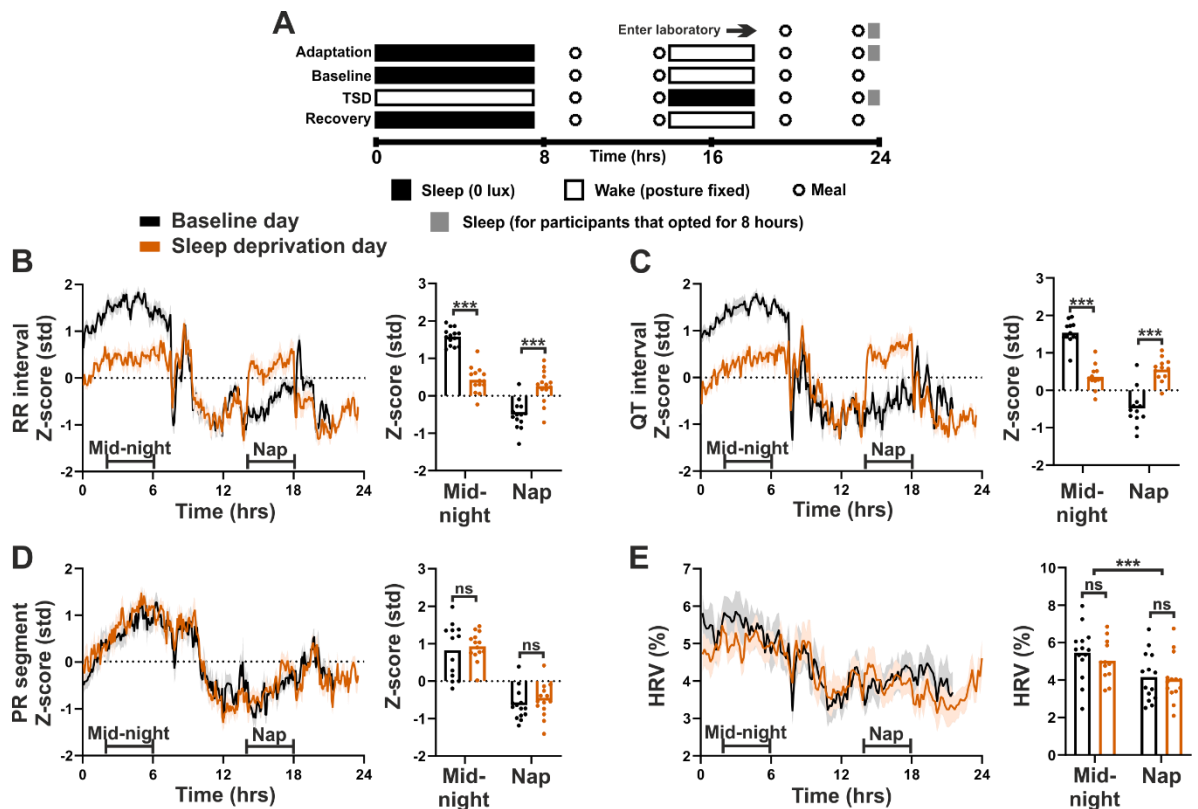 A
Enter laboratory
Adaptation
Baseline
TSD
Recovery
0 8 16 24
Time (hrs)
Sleep (0 lux) Wake (posture fixed) Meal
Sleep (for participants that opted for 8 hours)
Baseline day
Sleep deprivation day
B
RR interval
Z-score (std)
2
1
0
-1
-2
Mid-night Nap
0 6 12 18 24
Time (hrs)
Z-score (std)
3
2
1
0
-1
-2
*** ***
Mid-
night
Nap
C
QT interval
Z-score (std)
2
1
0
-1
-2
Mid-night Nap
0 6 12 18 24
Time (hrs)
Z-score (std)
3
2
1
0
-1
-2
*** ***
Mid-
night
Nap
D
PR segment
Z-score (std)
2
1
0
-1
-2
Mid-night Nap
0 6 12 18 24
Time (hrs)
Z-score (std)
3
2
1
0
-1
-2
ns ns
Mid-
night
Nap
E
HRV (%)
7
6
5
4
3
2
Mid-night Nap
0 6 12 18 24
Time (hrs)
HRV (%)
10
8
6
4
2
0
***
ns ns
Mid-
night
Nap